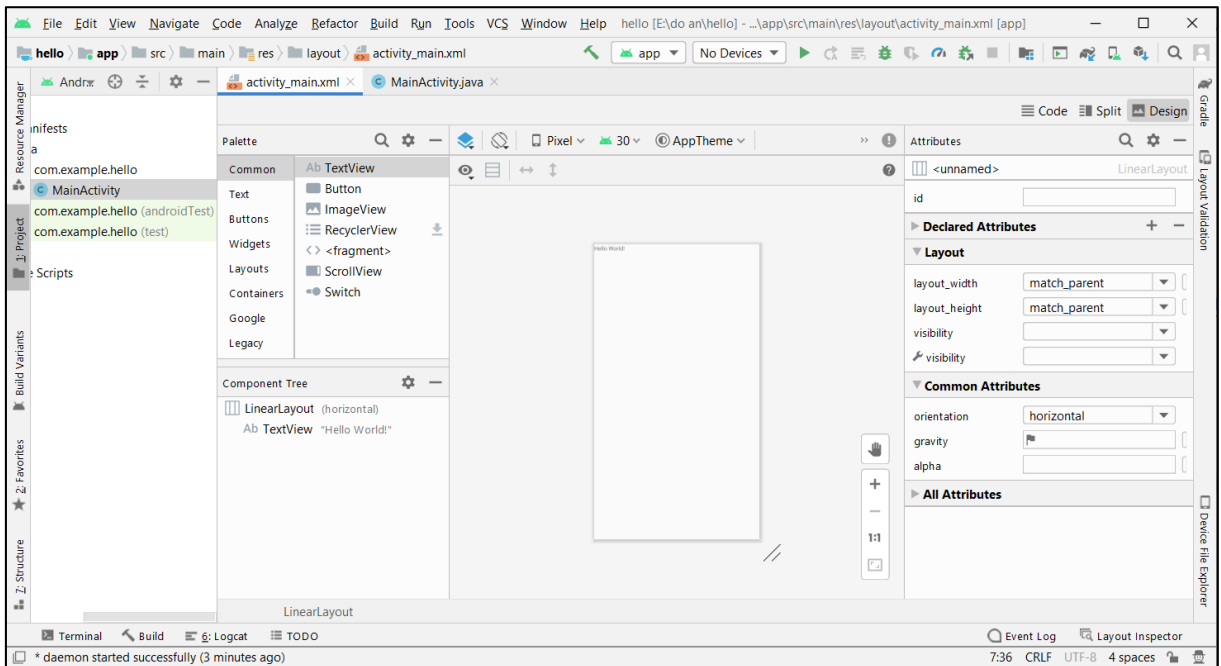 File Edit View Navigate Code Analyze Refactor Build Run Tools VCS Window Help hello [E:\do an\hello] - ...\app\src\main\res\layout\activity_main.xml [app]
hello app src main res layout activity_main.xml app No Devices
Resource Manager
1: Project
Build Variants
2: Favorites
7: Structure
anifests
a
com.example.hello
MainActivity
com.example.hello (androidTest)
com.example.hello (test)
e Scripts
activity_main.xml MainActivity.java
Code Split Design
Palette
Common
Text
Buttons
Widgets
Layouts
Containers
Google
Legacy
Ab TextView
Button
ImageView
RecyclerView
<fragment>
ScrollView
Switch
Component Tree
LinearLayout (horizontal)
Ab TextView "Hello World!"
Pixel 30 AppTheme
Hello World!
1:1
LinearLayout
Attributes
<unnamed> LinearLayout
id
Declared Attributes
Layout
layout_width match_parent
layout_height match_parent
visibility
visibility
Common Attributes
orientation horizontal
gravity
alpha
All Attributes
Gradle
Layout Validation
Device File Explorer
Terminal Build 6: Logcat TODO Event Log Layout Inspector
* daemon started successfully (3 minutes ago) 7:36 CRLF UTF-8 4 spaces